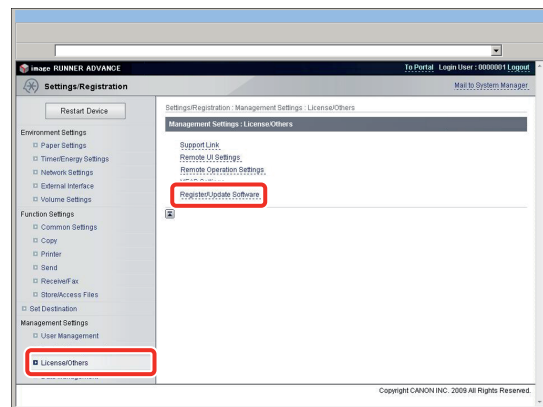 image RUNNER ADVANCE
To Portal Login User : 0000001 Logout
Settings/Registration
Mail to System Manager
Restart Device
Settings/Registration : Management Settings : License/Others
Management Settings : License/Others
Environment Settings
Paper Settings
Timer/Energy Settings
Network Settings
External Interface
Volume Settings
Function Settings
Common Settings
Copy
Printer
Send
Receive/Fax
Store/Access Files
Set Destination
Management Settings
User Management
License/Others
Support Link
Remote UI Settings
Remote Operation Settings
Register/Update Software
Copyright CANON INC. 2009 All Rights Reserved.